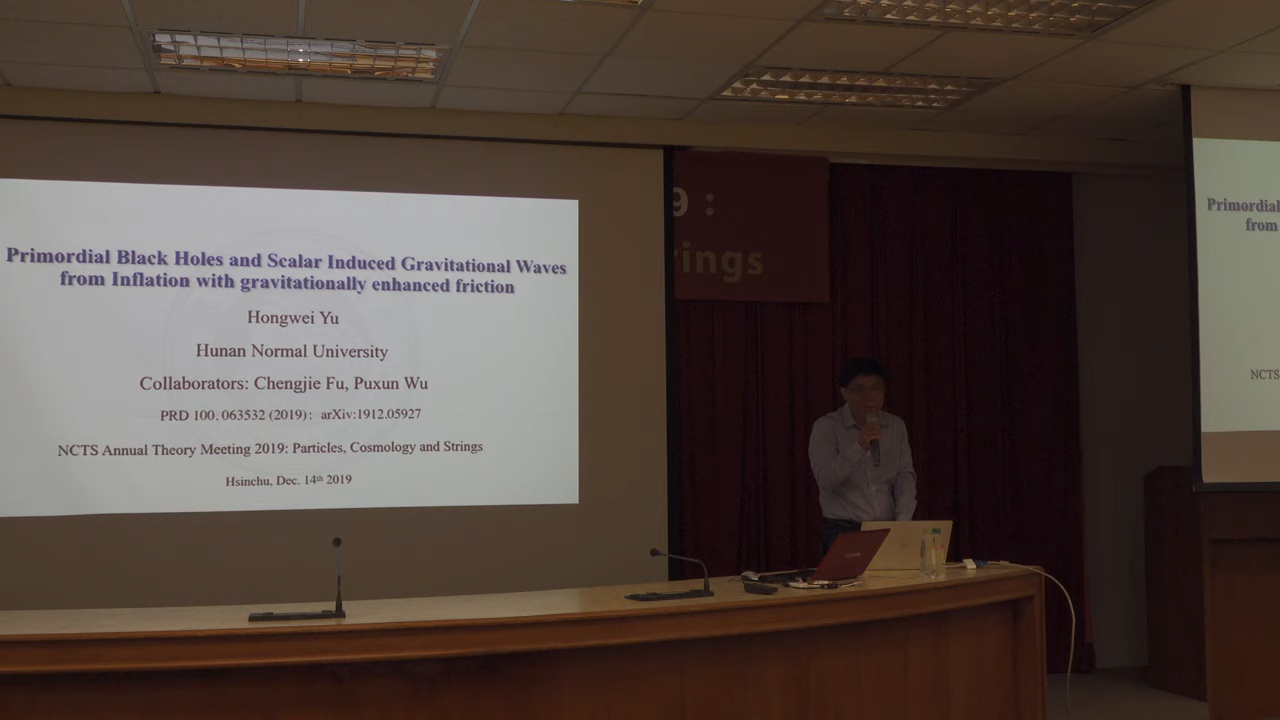 Primordial Black Holes and Scalar Induced Gravitational Waves
from Inflation with gravitationally enhanced friction
Hongwei Yu
Hunan Normal University
Collaborators: Chengjie Fu, Puxun Wu
PRD 100, 063532 (2019); arXiv:1912.05927
NCTS Annual Theory Meeting 2019: Particles, Cosmology and Strings
Hsinchu, Dec. 14th 2019
9 :
rings
Primordial
from
NCTS